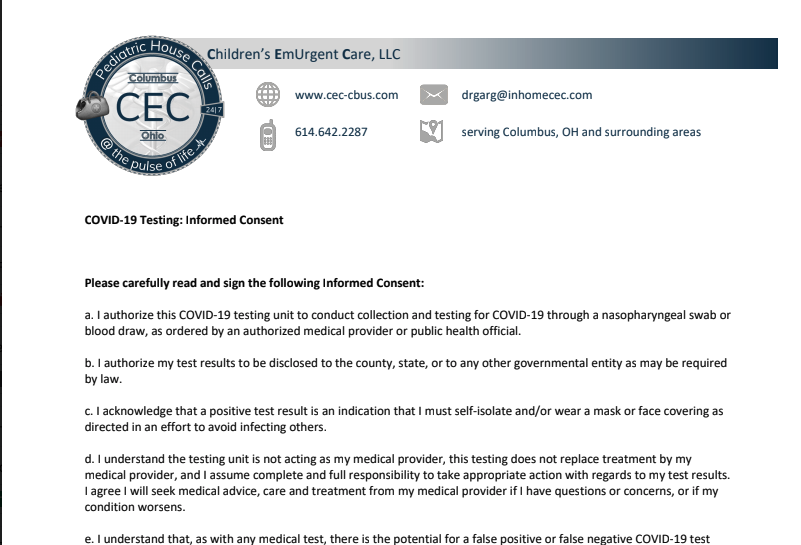 Pediatric House Calls
Columbus
CEC
24|7
Ohio
@ the pulse of life
Children's EmUrgent Care, LLC
www.cec-cbus.com
drgarg@inhomecec.com
614.642.2287
serving Columbus, OH and surrounding areas
COVID-19 Testing: Informed Consent
Please carefully read and sign the following Informed Consent:
a. I authorize this COVID-19 testing unit to conduct collection and testing for COVID-19 through a nasopharyngeal swab or
blood draw, as ordered by an authorized medical provider or public health official.
b. I authorize my test results to be disclosed to the county, state, or to any other governmental entity as may be required
by law.
c. I acknowledge that a positive test result is an indication that I must self-isolate and/or wear a mask or face covering as
directed in an effort to avoid infecting others.
d. I understand the testing unit is not acting as my medical provider, this testing does not replace treatment by my
medical provider, and I assume complete and full responsibility to take appropriate action with regards to my test results.
I agree I will seek medical advice, care and treatment from my medical provider if I have questions or concerns, or if my
condition worsens.
e. I understand that, as with any medical test, there is the potential for a false positive or false negative COVID-19 test